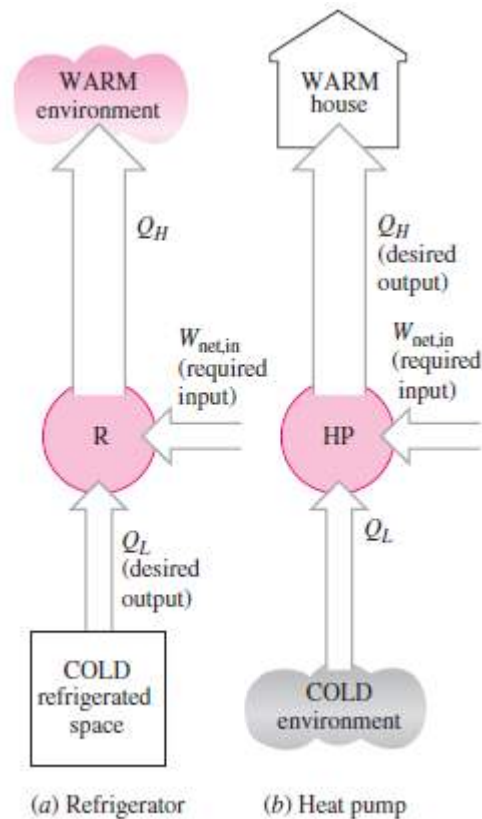 WARM
environment
Q_H
W_net,in
(required
input)
R
Q_L
(desired
output)
COLD
refrigerated
space
(a) Refrigerator
WARM
house
Q_H
(desired
output)
W_net,in
(required
input)
HP
Q_L
COLD
environment
(b) Heat pump